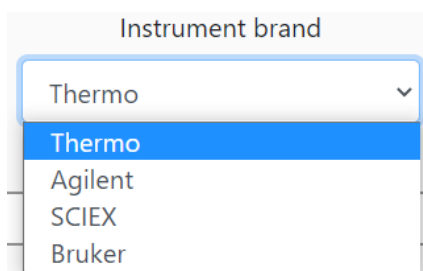 Instrument brand
Thermo
Thermo
Agilent
SCIEX
Bruker